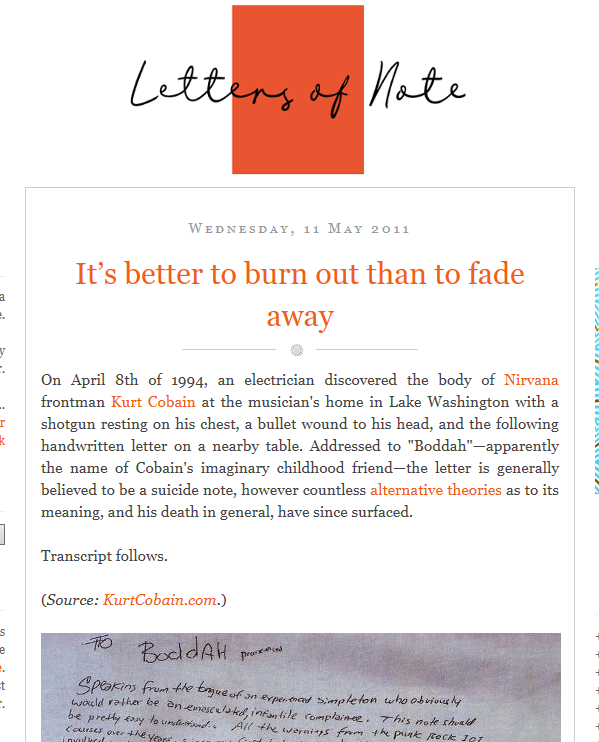 Letters of Note
Wednesday, 11 May 2011
It's better to burn out than to fade
away
On April 8th of 1994, an electrician discovered the body of Nirvana
frontman Kurt Cobain at the musician's home in Lake Washington with a
shotgun resting on his chest, a bullet wound to his head, and the following
handwritten letter on a nearby table. Addressed to "Boddah"—apparently
the name of Cobain's imaginary childhood friend—the letter is generally
believed to be a suicide note, however countless alternative theories as to its
meaning, and his death in general, have since surfaced.
Transcript follows.
(Source: KurtCobain.com.)
To BoddAH pronounced
Speaking from the tongue of an experienced simpleton who obviously
would rather be an emasculated, infantile complainee. This note should
be pretty easy to understand. All the warnings from the punk Rock 101
courses over the years,